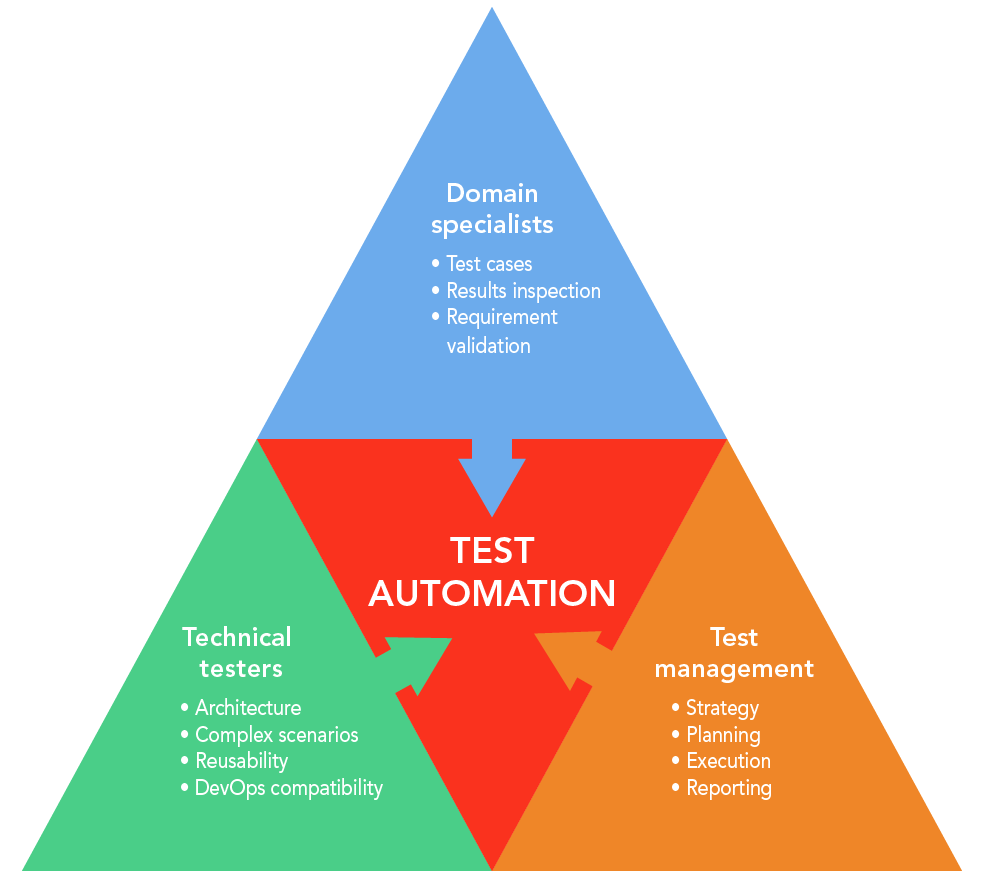 Domain
specialists
• Test cases
• Results inspection
• Requirement
validation
TEST
AUTOMATION
Technical
testers
• Architecture
• Complex scenarios
• Reusability
• DevOps compatibility
Test
management
• Strategy
• Planning
• Execution
• Reporting